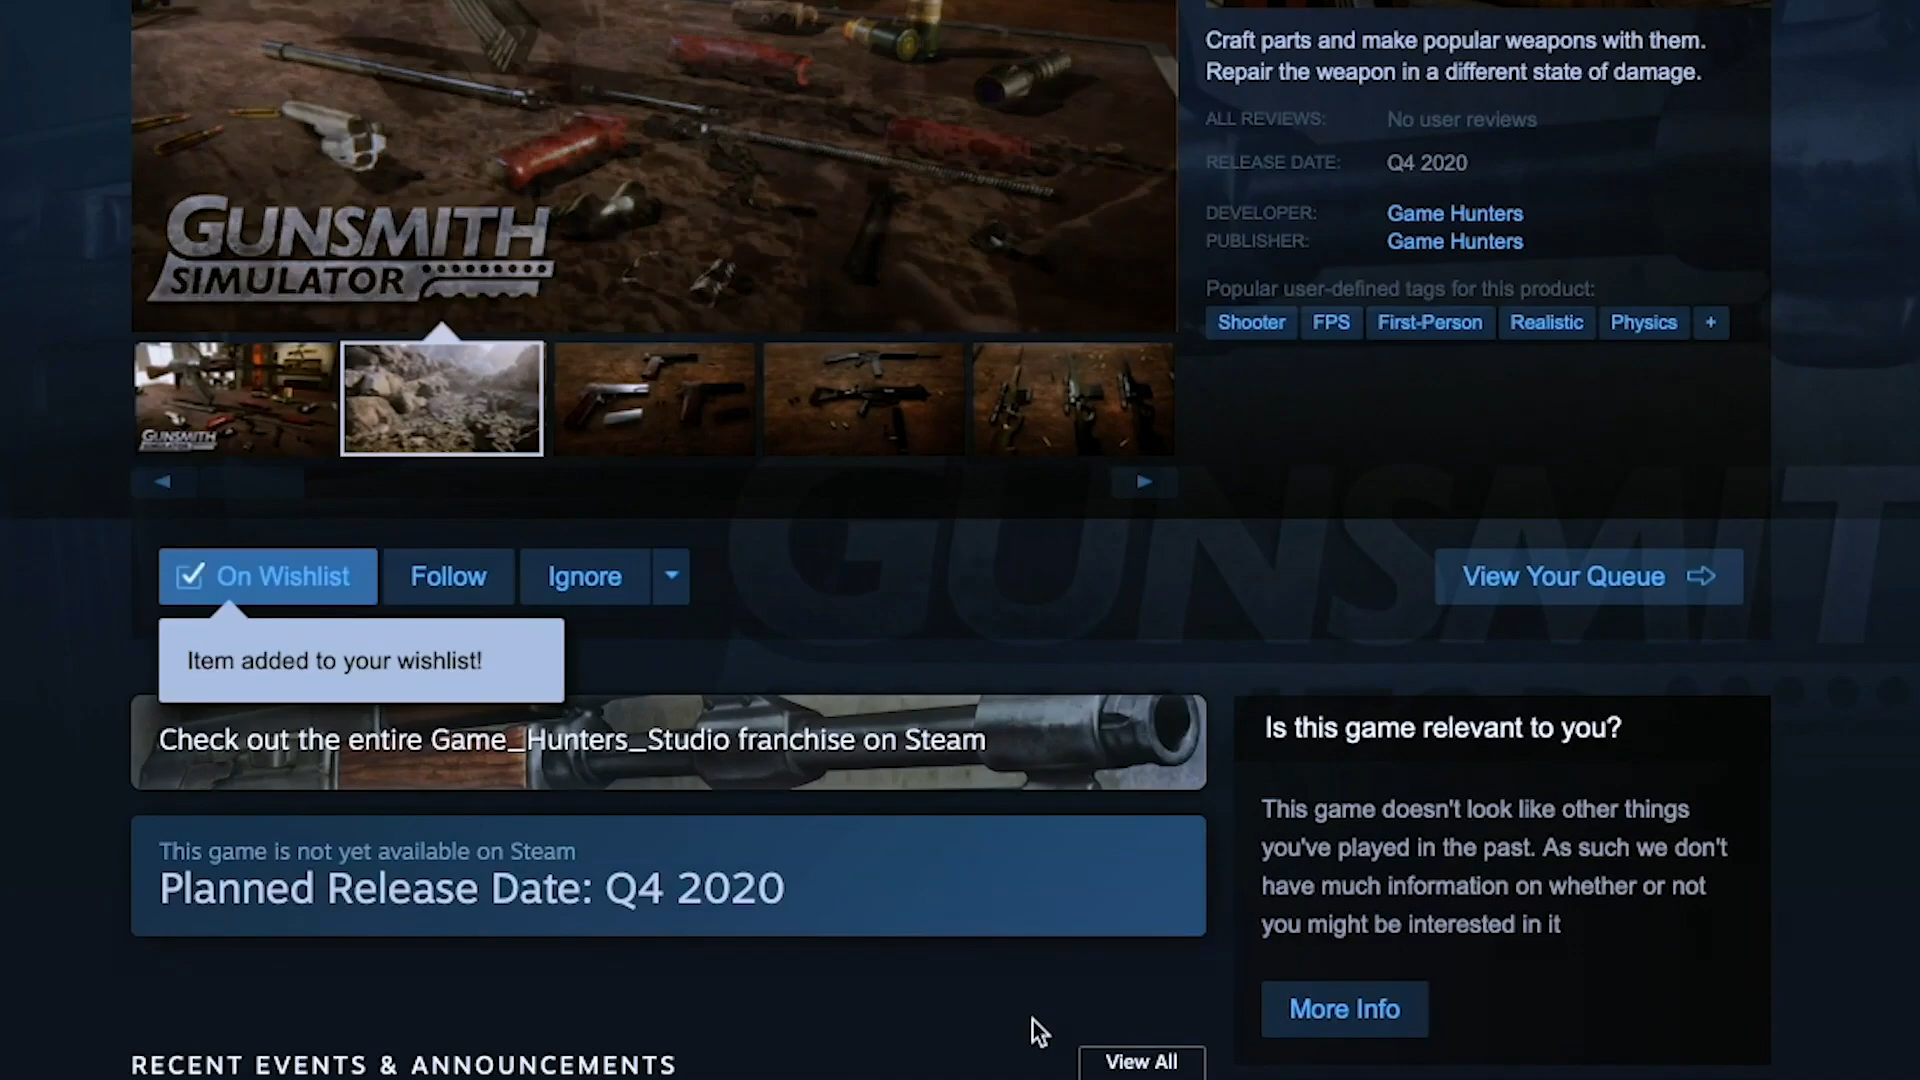 Craft parts and make popular weapons with them.
Repair the weapon in a different state of damage.
ALL REVIEWS: No user reviews
RELEASE DATE: Q4 2020
DEVELOPER: Game Hunters
PUBLISHER: Game Hunters
Popular user-defined tags for this product:
Shooter FPS First-Person Realistic Physics +
GUNSMITH
SIMULATOR
GUNSMITH
GUNSMIT
On Wishlist Follow Ignore View Your Queue
Item added to your wishlist!
Check out the entire Game_Hunters_Studio franchise on Steam
This game is not yet available on Steam
Planned Release Date: Q4 2020
Is this game relevant to you?
This game doesn't look like other things
you've played in the past. As such we don't
have much information on whether or not
you might be interested in it
More Info
RECENT EVENTS & ANNOUNCEMENTS View All